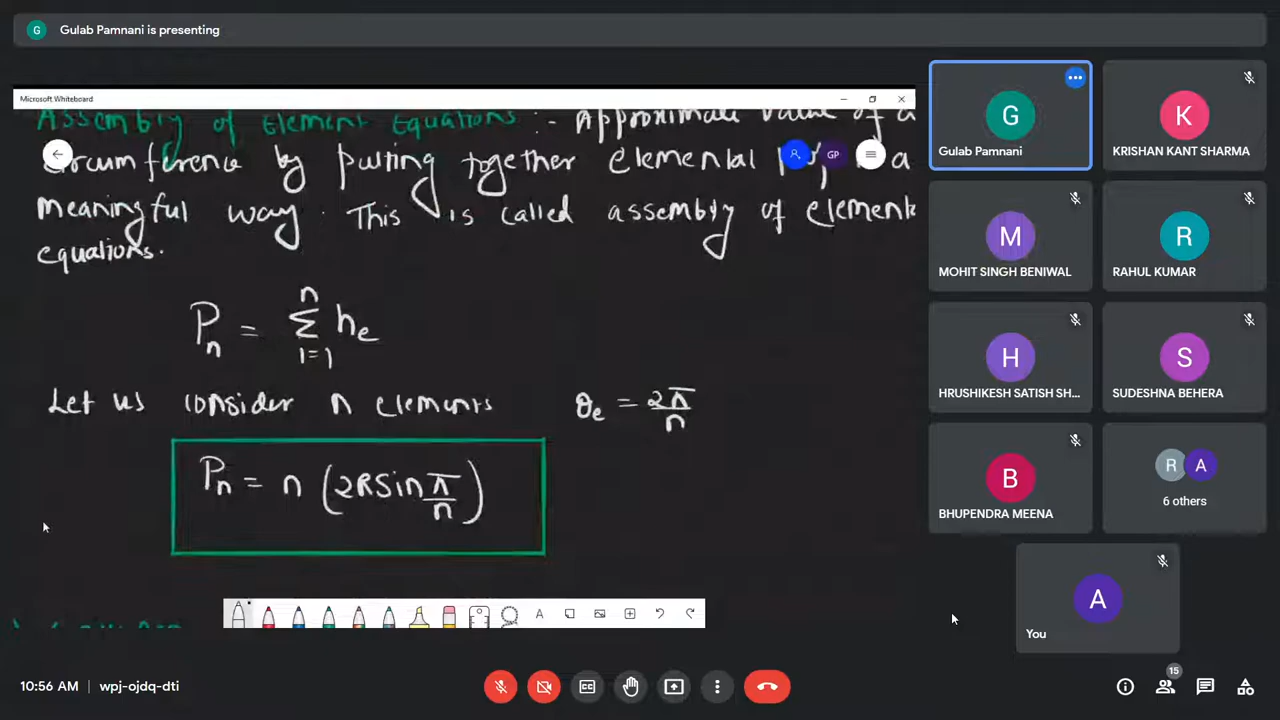 G Gulab Pamnani is presenting
Microsoft Whiteboard
Assembly of Element Equations :- Approximate value of a
circumference by putting together elemental a
GP
meaningful way. This is called assembly of element
equations.
Pn = n Σ i=1 he
Let us consider n elements θe = 2π/n
Pn = n (2R Sin π/n)
G
Gulab Pamnani
K
KRISHAN KANT SHARMA
M
MOHIT SINGH BENIWAL
R
RAHUL KUMAR
H
HRUSHIKESH SATISH SH...
S
SUDESHNA BEHERA
B
BHUPENDRA MEENA
R A
6 others
A
You
10:56 AM | wpj-ojdq-dti
15